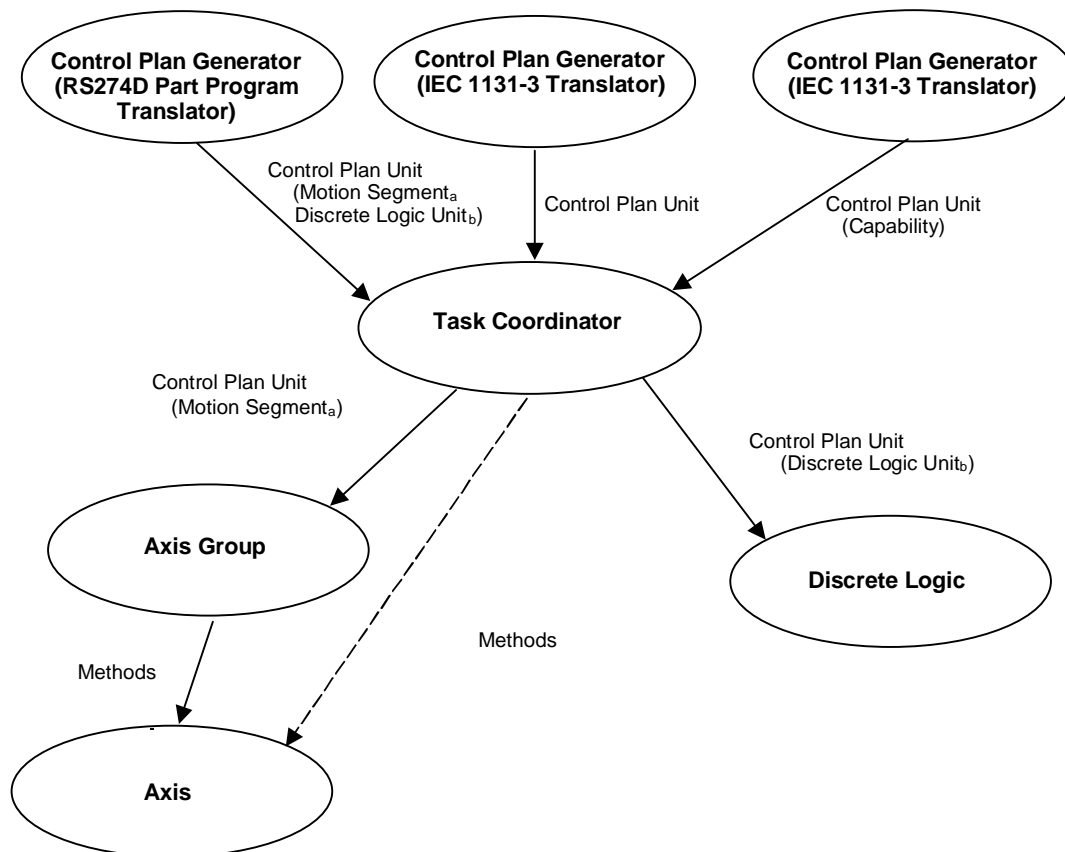 Control Plan Generator
(RS274D Part Program
Translator)
Control Plan Generator
(IEC 1131-3 Translator)
Control Plan Generator
(IEC 1131-3 Translator)
Control Plan Unit
(Motion Segmentₐ
Discrete Logic Unit_b)
Control Plan Unit
Control Plan Unit
(Capability)
Task Coordinator
Control Plan Unit
(Motion Segmentₐ)
Control Plan Unit
(Discrete Logic Unit_b)
Axis Group
Discrete Logic
Methods
Methods
Axis